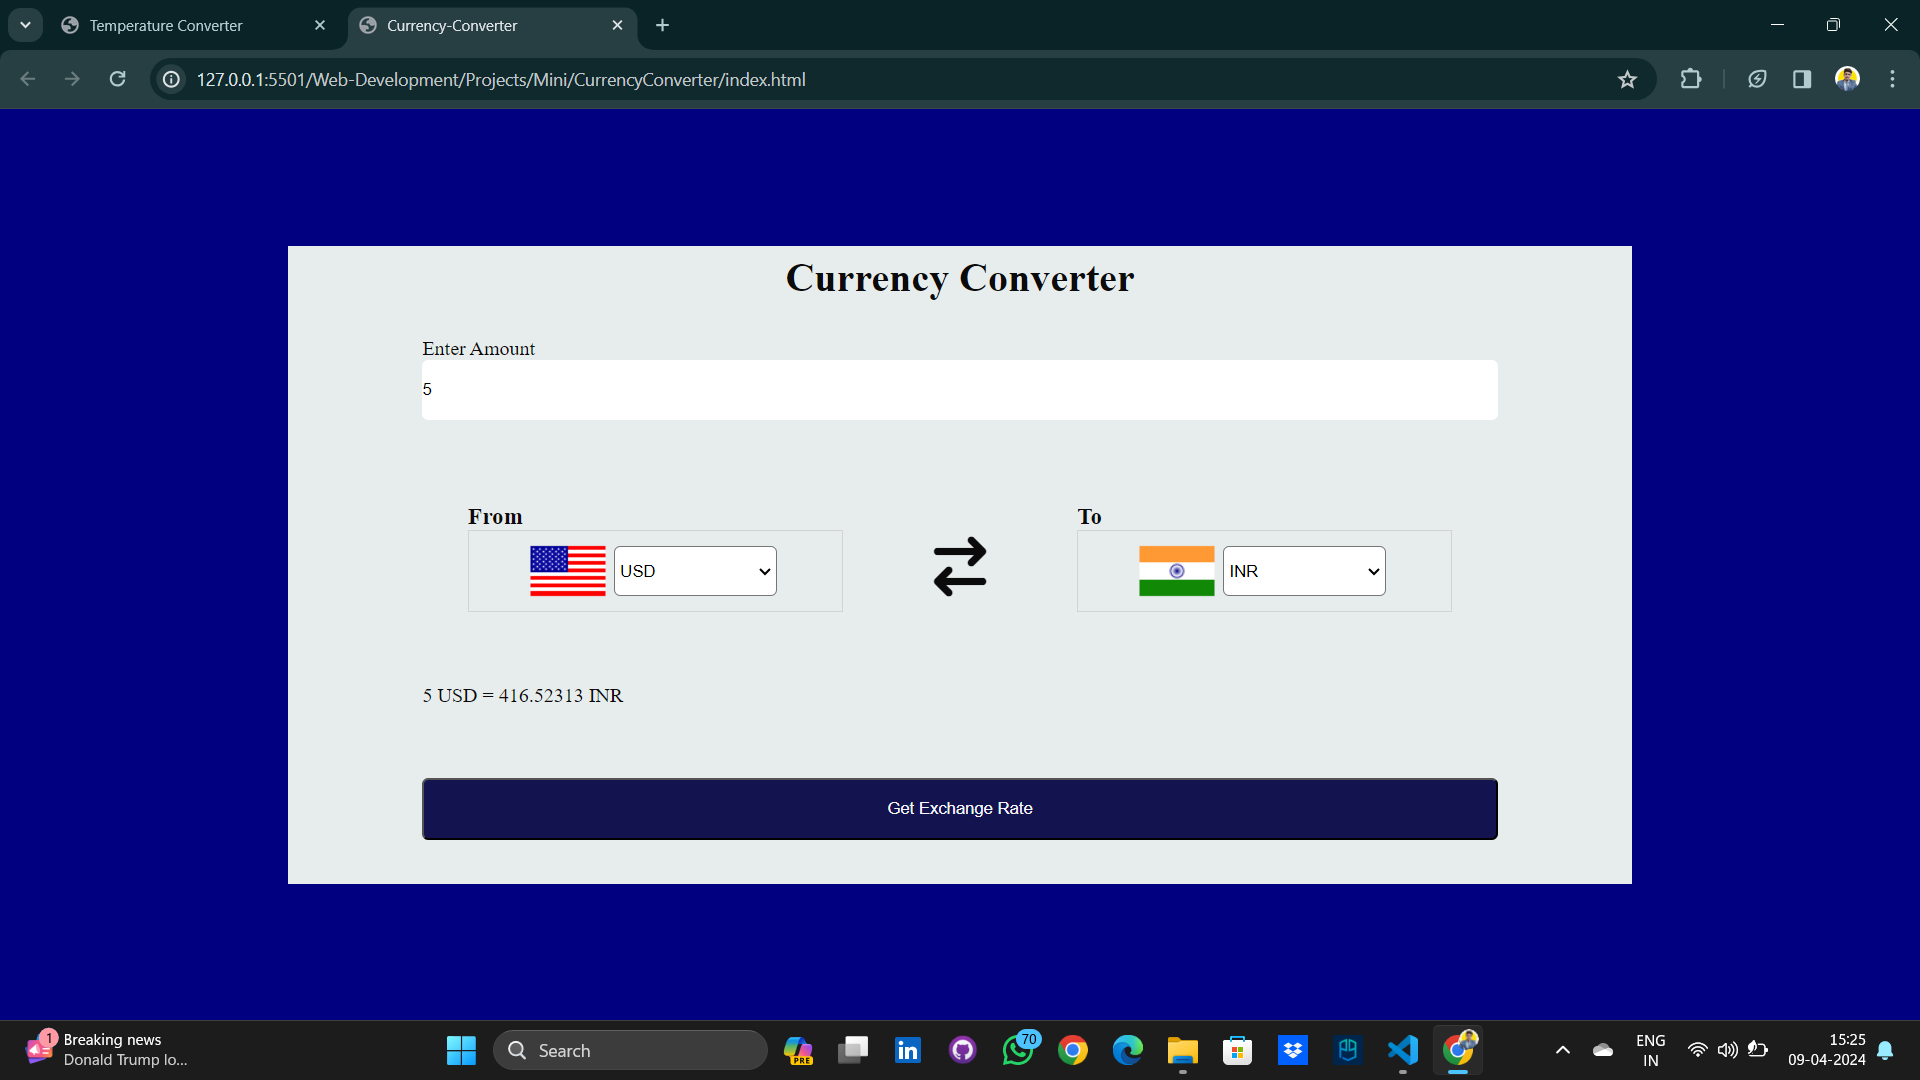 Temperature Converter
Currency-Converter
127.0.0.1:5501/Web-Development/Projects/Mini/CurrencyConverter/index.html
Currency Converter
Enter Amount
5
From
To
USD
INR
5 USD = 416.52313 INR
Get Exchange Rate
1
Breaking news
Donald Trump lo...
Search
PRE
in
70
ENG
IN
15:25
09-04-2024